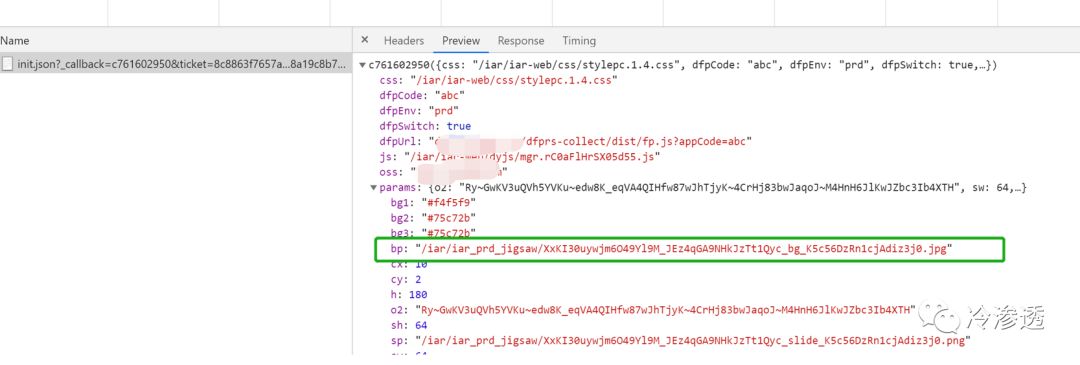 Name
× Headers Preview Response Timing
init.json?_callback=c761602950&ticket=8c8863f7657a...8a19c8b7...
▼c761602950({css: "/iar/iar-web/css/stylepc.1.4.css", dfpCode: "abc", dfpEnv: "prd", dfpSwitch: true,…})
css: "/iar/iar-web/css/stylepc.1.4.css"
dfpCode: "abc"
dfpEnv: "prd"
dfpSwitch: true
dfpUrl: "d /dfprs-collect/dist/fp.js?appCode=abc"
js: "/iar/iar-web/dyjs/mgr.rC0aFlHrSX05d55.js"
oss: "
▼params: {o2: "Ry~GwKV3uQVh5YVKu~edw8K_eqVA4QIHfw87wJhTjyK~4CrHj83bwJaqoJ~M4HnH6JlKwJZbc3Ib4XTH", sw: 64,…}
bg1: "#f4f5f9"
bg2: "#75c72b"
bg3: "#75c72b"
bp: "/iar/iar_prd_jigsaw/XxKI30uywjm6O49Yl9M_JEz4qGA9NHkJzTt1Qyc_bg_K5c56DzRn1cjAdiz3j0.jpg"
cx: 10
cy: 2
h: 180
o2: "Ry~GwKV3uQVh5YVKu~edw8K_eqVA4QIHfw87wJhTjyK~4CrHj83bwJaqoJ~M4HnH6JlKwJZbc3Ib4XTH"
sh: 64
sp: "/iar/iar_prd_jigsaw/XxKI30uywjm6O49Yl9M_JEz4qGA9NHkJzTt1Qyc_slide_K5c56DzRn1cjAdiz3j0.png"
冷渗透